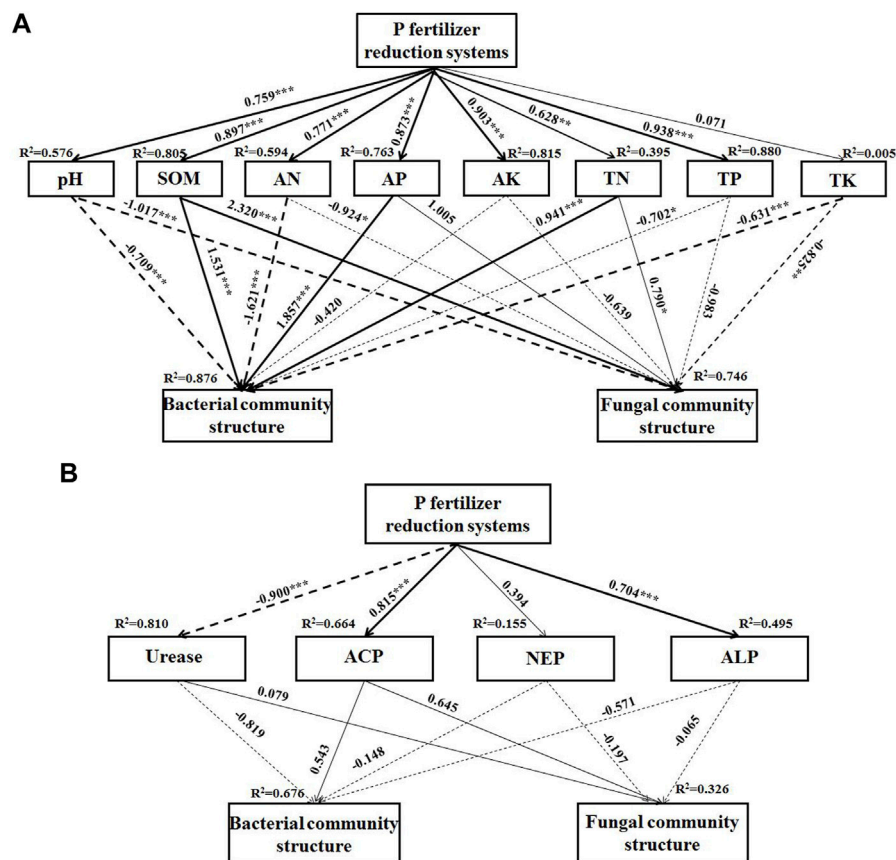 A
P fertilizer
reduction systems
0.759***
0.897***
0.771***
0.873***
0.903***
0.628**
0.938***
0.071
R²=0.576
R²=0.805
R²=0.594
R²=0.763
R²=0.815
R²=0.395
R²=0.880
R²=0.005
pH
SOM
AN
AP
AK
TN
TP
TK
-1.017***
2.320***
-0.924*
1.005
0.941***
-0.702*
-0.631***
-0.709***
1.531***
-1.621***
1.857***
-0.420
-0.639
0.790*
-0.983
-0.825**
R²=0.876
R²=0.746
Bacterial community
structure
Fungal community
structure
B
P fertilizer
reduction systems
-0.900***
0.815***
0.394
0.704***
R²=0.810
R²=0.664
R²=0.155
R²=0.495
Urease
ACP
NEP
ALP
0.079
0.645
-0.571
-0.819
0.543
-0.148
-0.197
-0.065
R²=0.676
R²=0.326
Bacterial community
structure
Fungal community
structure